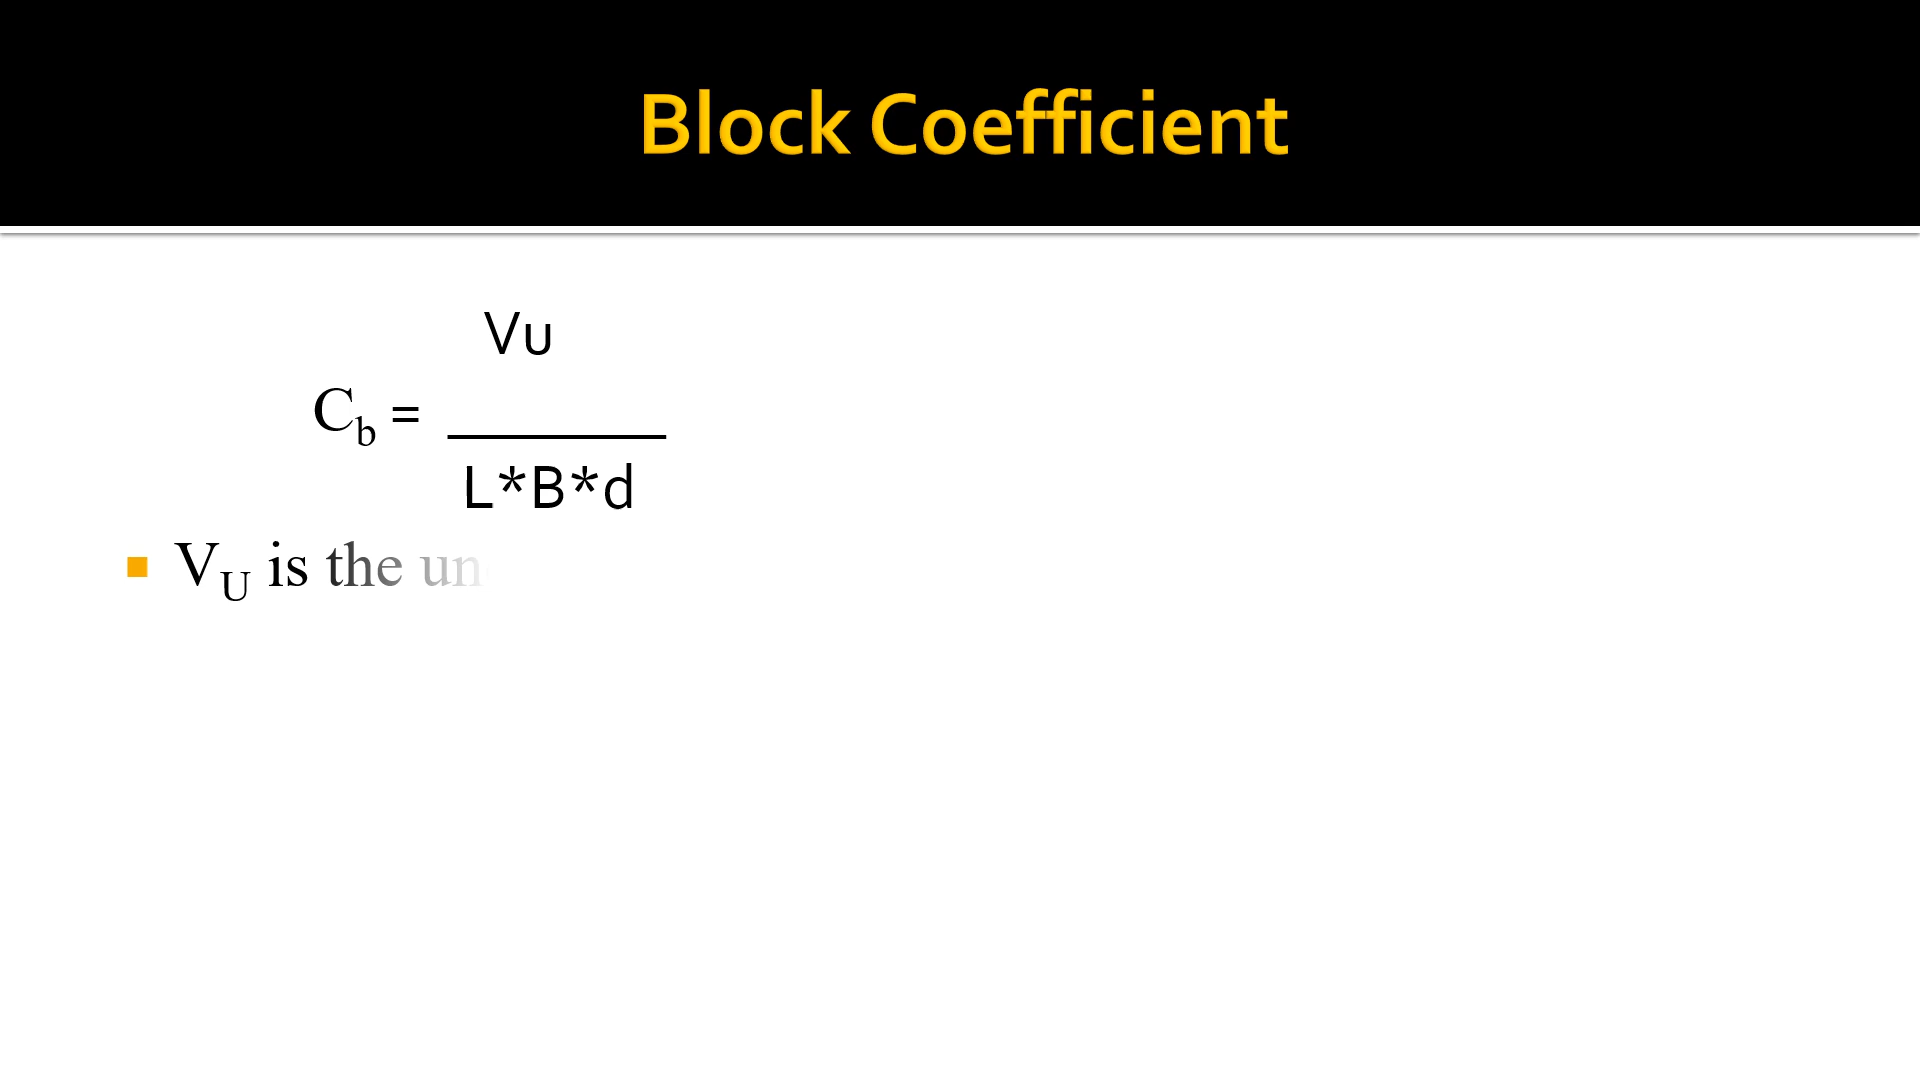 Block Coefficient
Vu
C_b =
L*B*d
V_U is the un